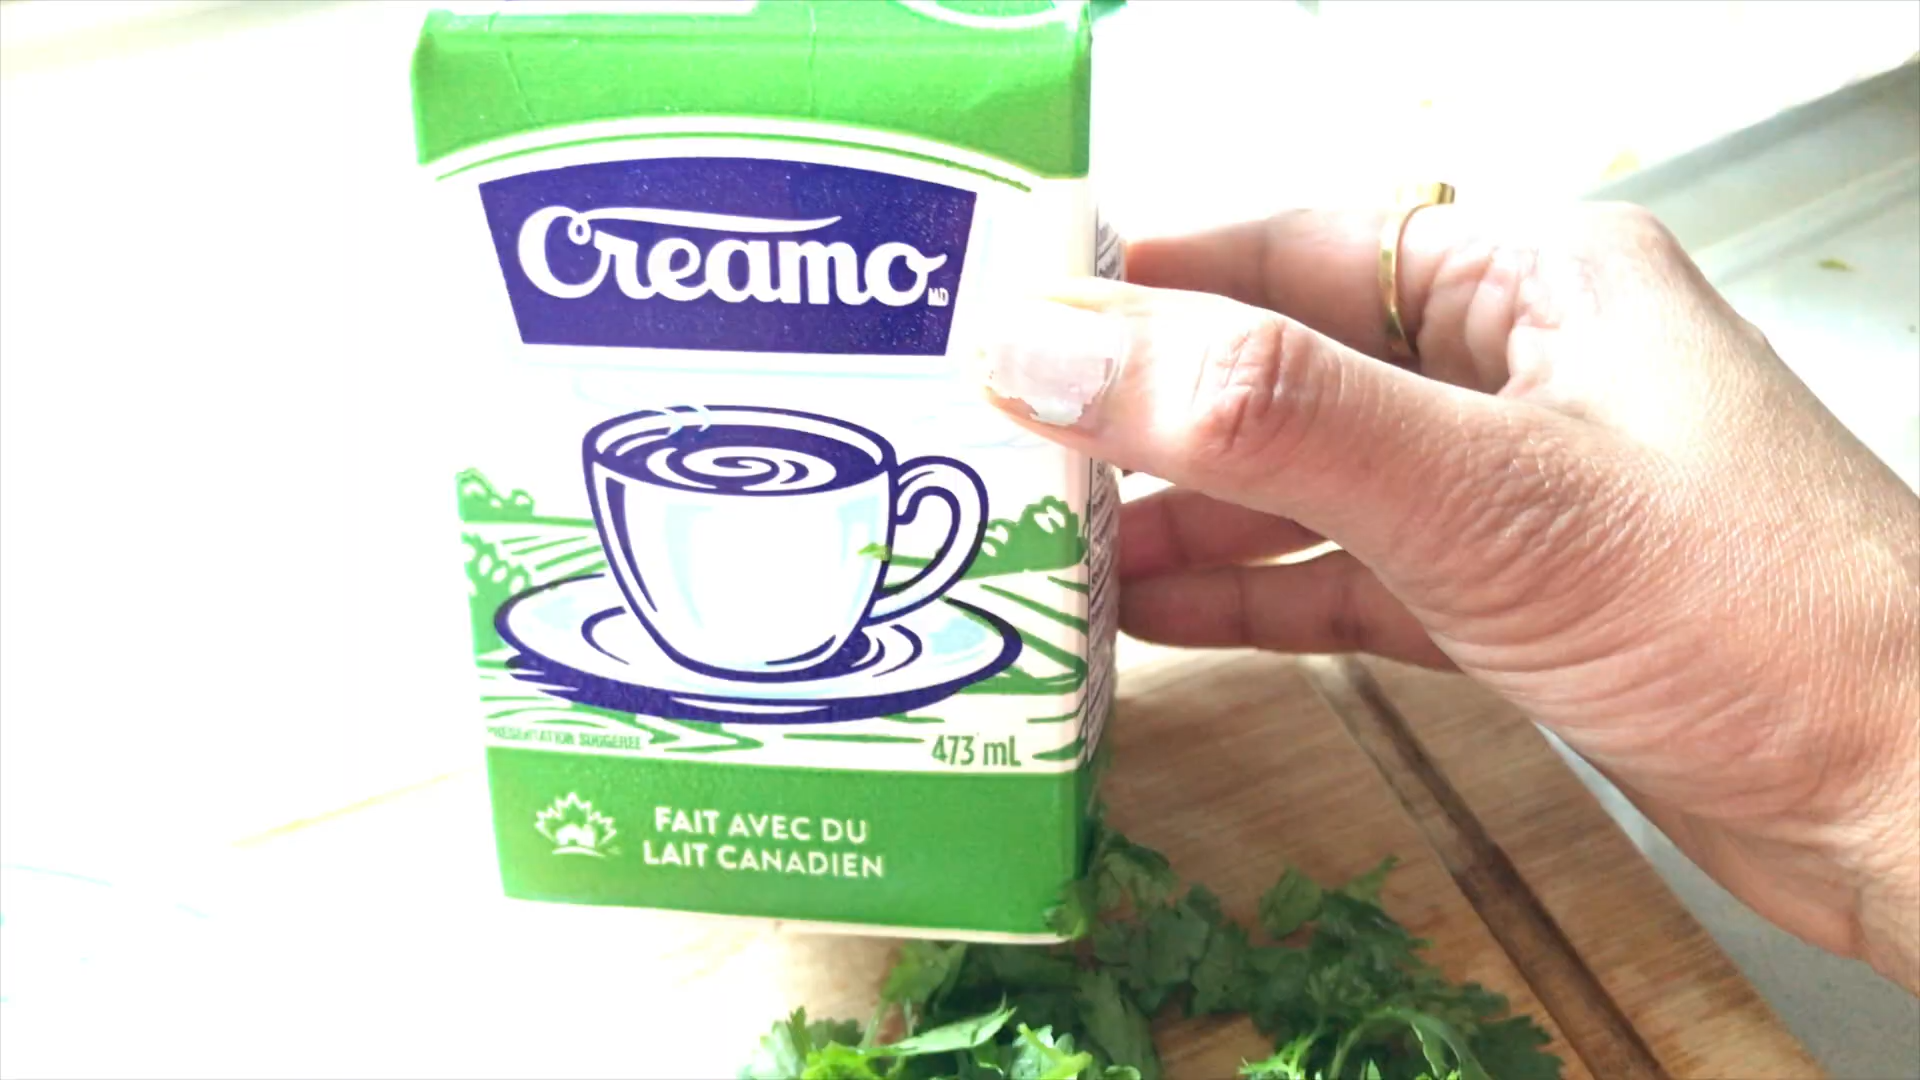 Creamo MD
PRÉSENTATION SUGGÉRÉE
473 mL
FAIT AVEC DU
LAIT CANADIEN